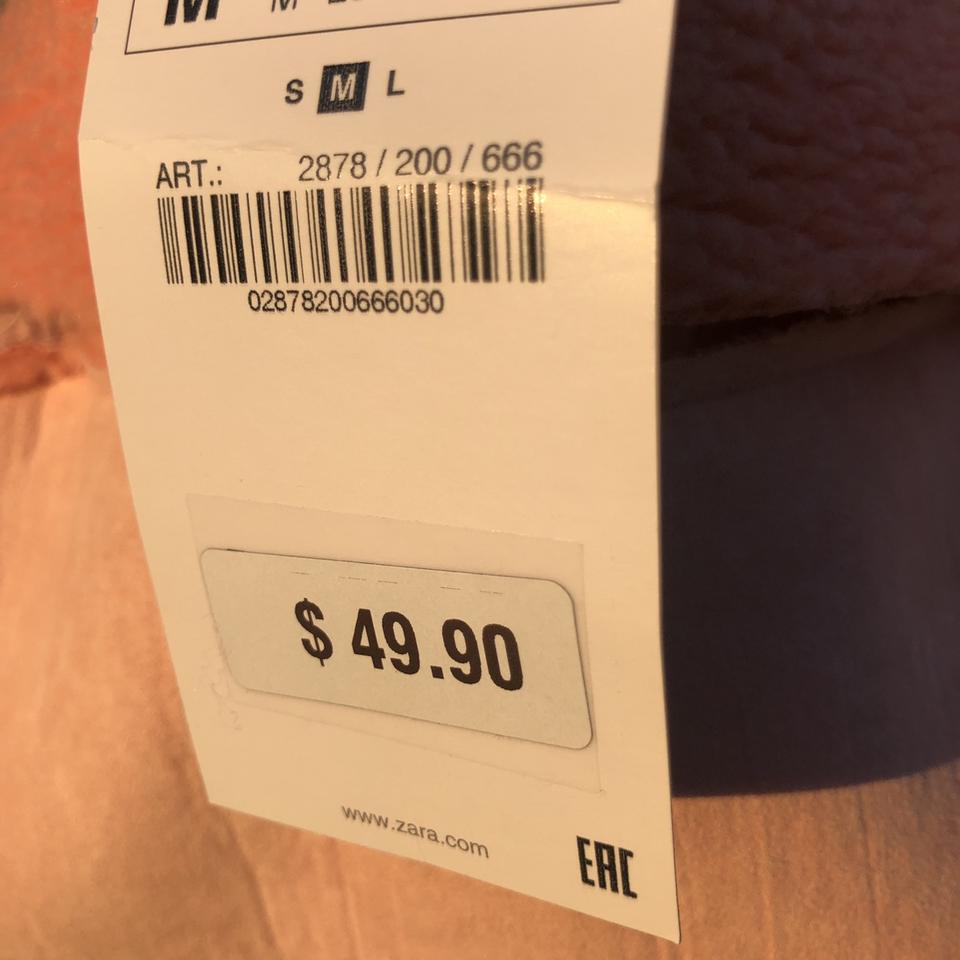 M
S M L
ART.: 2878 / 200 / 666
02878200666030
$ 49.90
www.zara.com
EAC